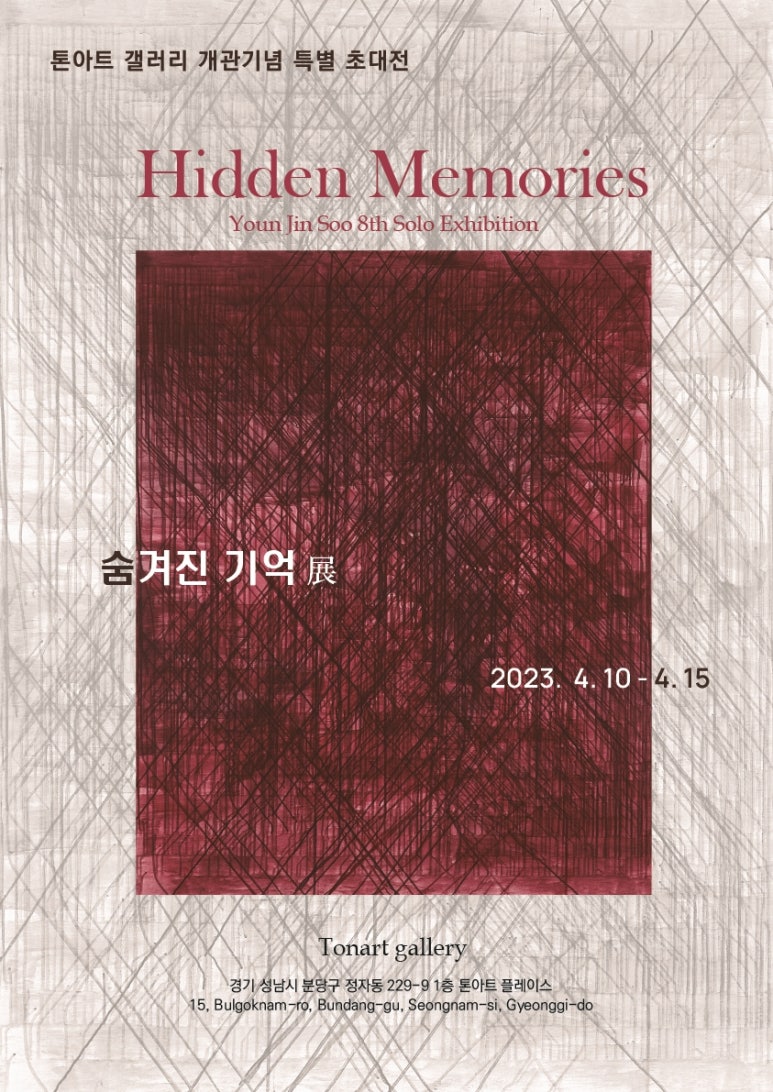 톤아트 갤러리 개관기념 특별 초대전
Hidden Memories
Youn Jin Soo 8th Solo Exhibition
숨겨진 기억 展
2023. 4. 10 - 4. 15
Tonart gallery
경기 성남시 분당구 정자동 229-9 1층 톤아트 플레이스
15, Bulgoknam-ro, Bundang-gu, Seongnam-si, Gyeonggi-do